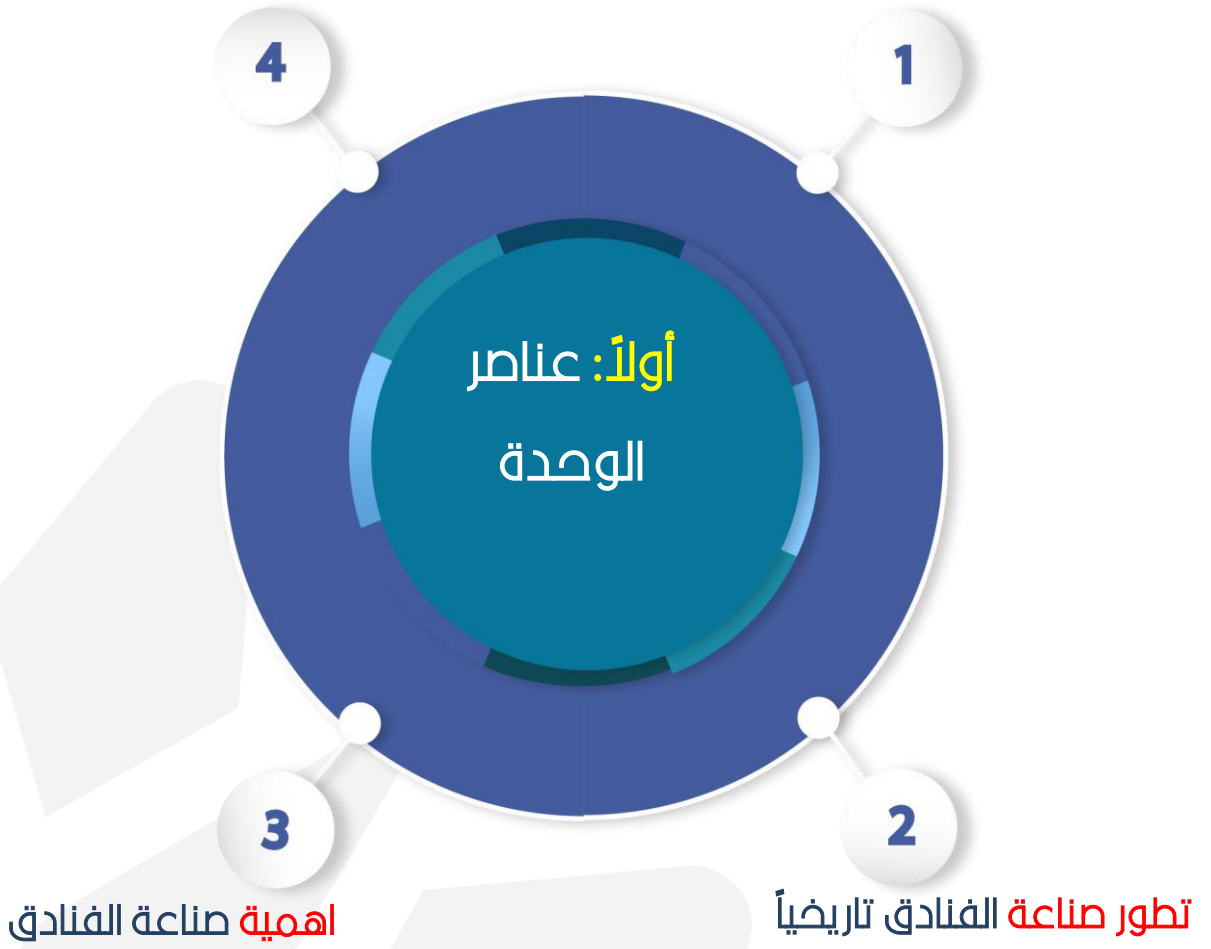 4
1
أولاً: عناصر
الوحدة
3
2
تطور صناعة الفنادق تاريخياً
اهمية صناعة الفنادق